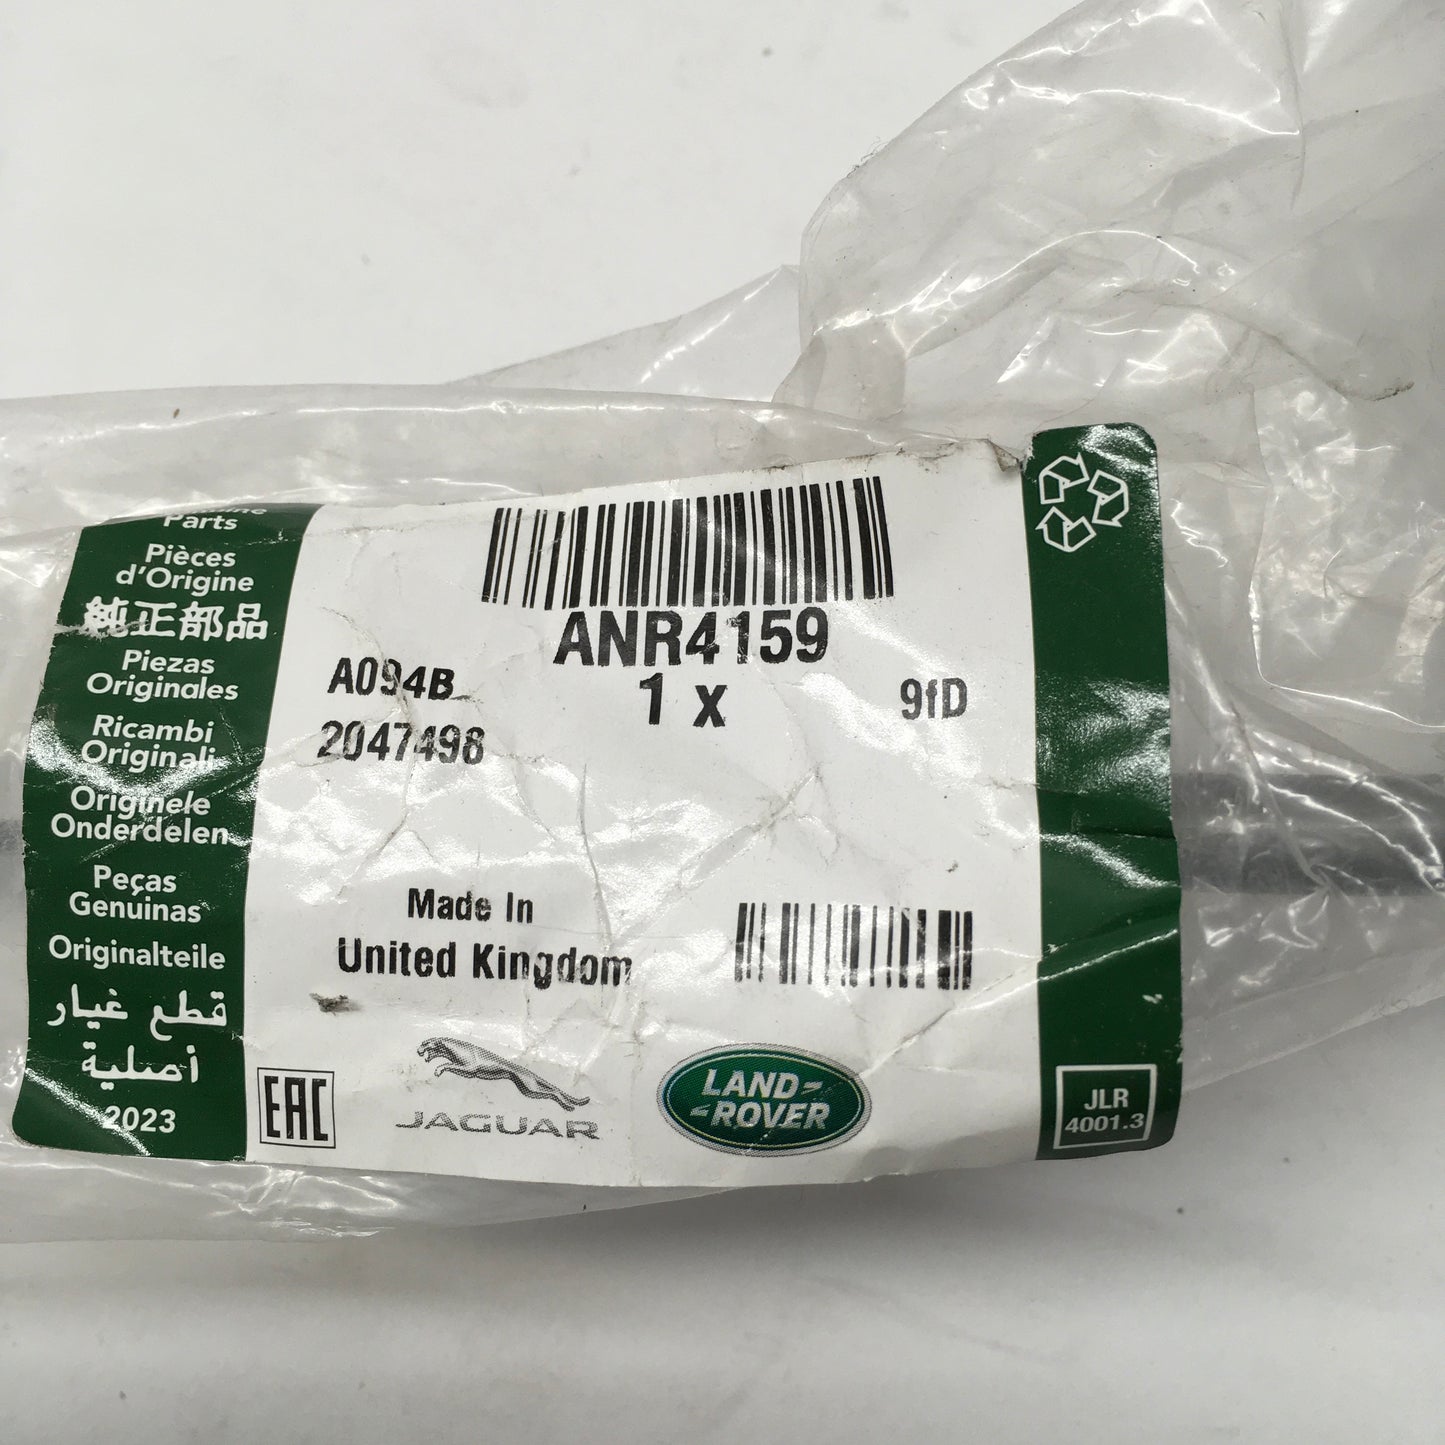 Parts
Pièces
d'Origine
純正部品
Piezas
Originales
Ricambi
Originali
Originele
Onderdelen
Peças
Genuinas
Originalteile
قطع غيار
أصلية
2023
ANR4159
A094B
1 x
9fD
2047498
Made In
United Kingdom
EAC
JAGUAR
LAND
ROVER
JLR
4001.3